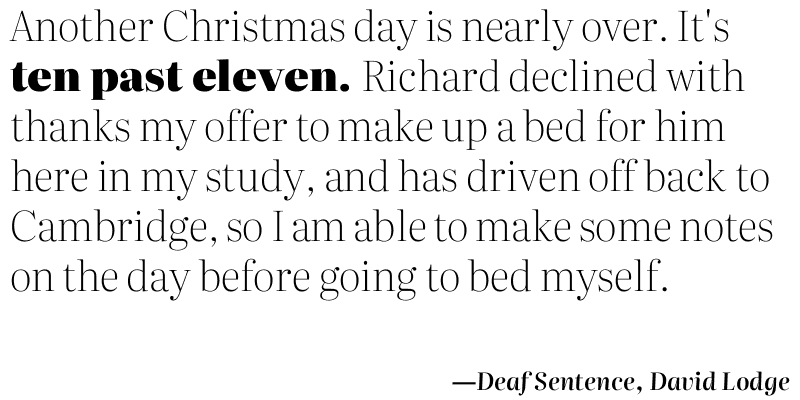 Another Christmas day is nearly over. It's
ten past eleven. Richard declined with
thanks my offer to make up a bed for him
here in my study, and has driven off back to
Cambridge, so I am able to make some notes
on the day before going to bed myself.
—Deaf Sentence, David Lodge